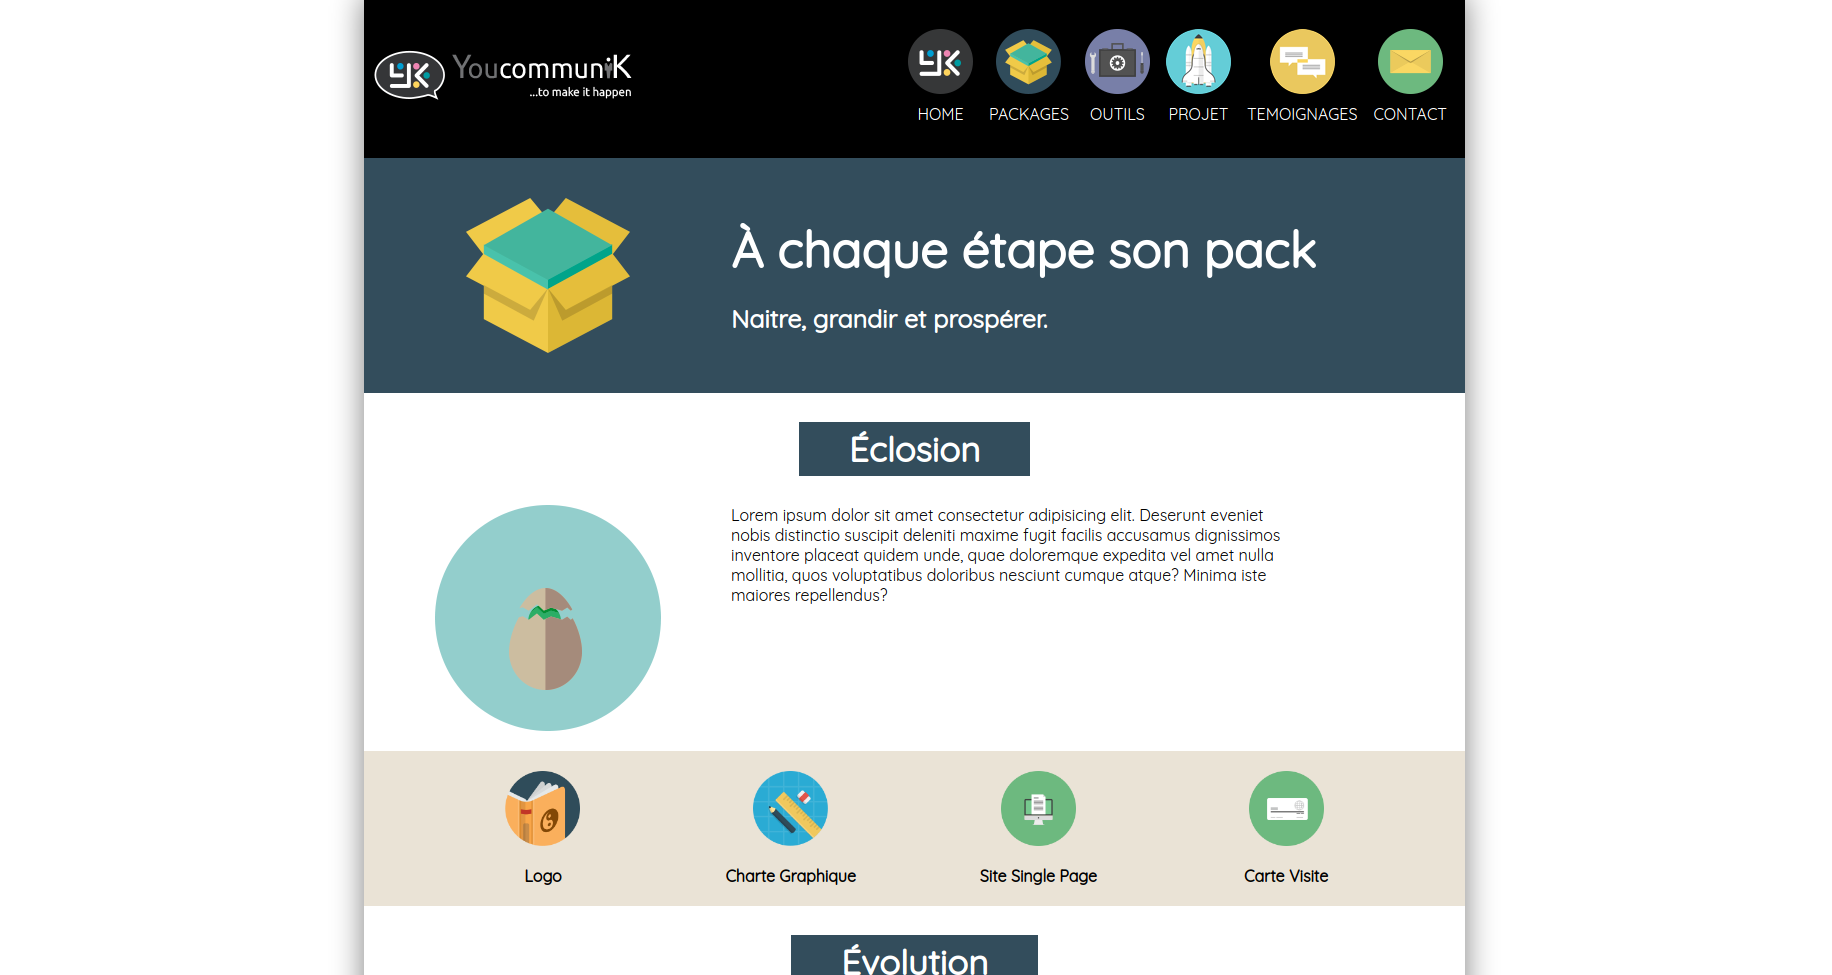 YoucommuniK
...to make it happen
HOME
PACKAGES
OUTILS
PROJET
TEMOIGNAGES
CONTACT
À chaque étape son pack
Naitre, grandir et prospérer.
Éclosion
Lorem ipsum dolor sit amet consectetur adipisicing elit. Deserunt eveniet
nobis distinctio suscipit deleniti maxime fugit facilis accusamus dignissimos
inventore placeat quidem unde, quae doloremque expedita vel amet nulla
mollitia, quos voluptatibus doloribus nesciunt cumque atque? Minima iste
maiores repellendus?
Logo
Charte Graphique
Site Single Page
Carte Visite
Évolution